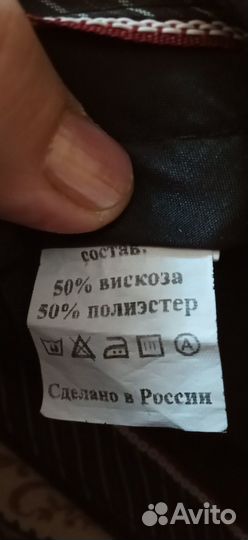 состав:
50% вискоза
50% полиэстер
Сделано в России
Avito